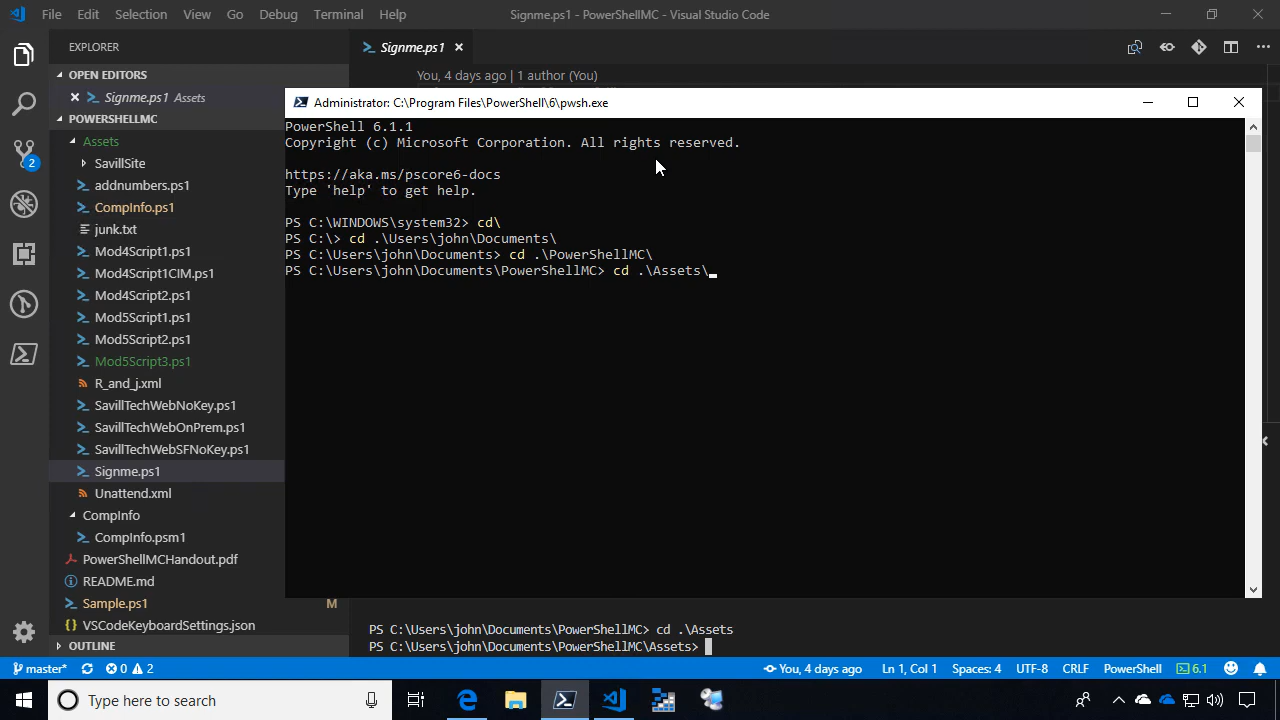 File Edit Selection View Go Debug Terminal Help
Signme.ps1 - PowerShellMC - Visual Studio Code
EXPLORER
Signme.ps1
OPEN EDITORS
Signme.ps1 Assets
POWERSHELLMC
Assets
SavillSite
addnumbers.ps1
CompInfo.ps1
junk.txt
Mod4Script1.ps1
Mod4Script1CIM.ps1
Mod4Script2.ps1
Mod5Script1.ps1
Mod5Script2.ps1
Mod5Script3.ps1
R_and_j.xml
SavillTechWebNoKey.ps1
SavillTechWebOnPrem.ps1
SavillTechWebSFNoKey.ps1
Signme.ps1
Unattend.xml
CompInfo
CompInfo.psm1
PowerShellMCHandout.pdf
README.md
Sample.ps1 M
VSCodeKeyboardSettings.json
OUTLINE
2
You, 4 days ago | 1 author (You)
Administrator: C:\Program Files\PowerShell\6\pwsh.exe
PowerShell 6.1.1
Copyright (c) Microsoft Corporation. All rights reserved.
https://aka.ms/pscore6-docs
Type 'help' to get help.
PS C:\WINDOWS\system32> cd\
PS C:\> cd .\Users\john\Documents\
PS C:\Users\john\Documents> cd .\PowerShellMC\
PS C:\Users\john\Documents\PowerShellMC> cd .\Assets\
PS C:\Users\john\Documents\PowerShellMC> cd .\Assets
PS C:\Users\john\Documents\PowerShellMC\Assets>
master* 0 2 You, 4 days ago Ln 1, Col 1 Spaces: 4 UTF-8 CRLF PowerShell 6.1
Type here to search